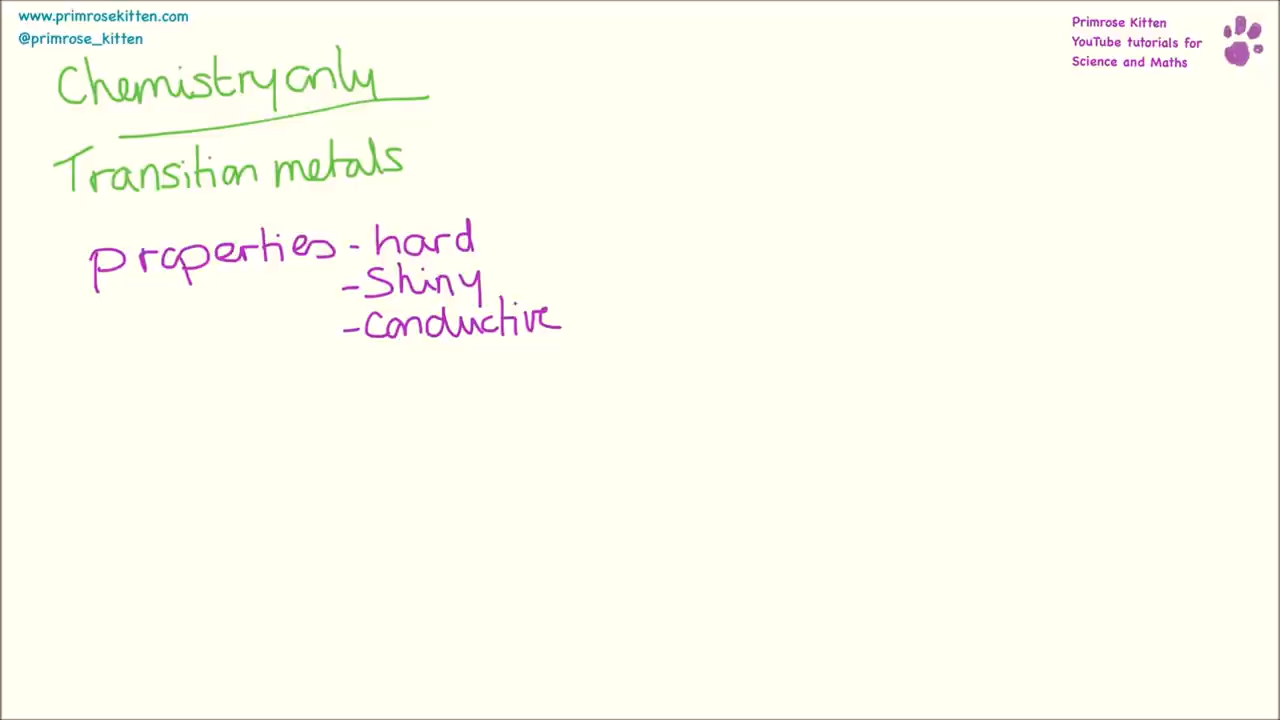 www.primrosekitten.com
@primrose_kitten
Primrose Kitten
YouTube tutorials for
Science and Maths
Chemistry only
Transition metals
properties - hard
- Shiny
- Conductive